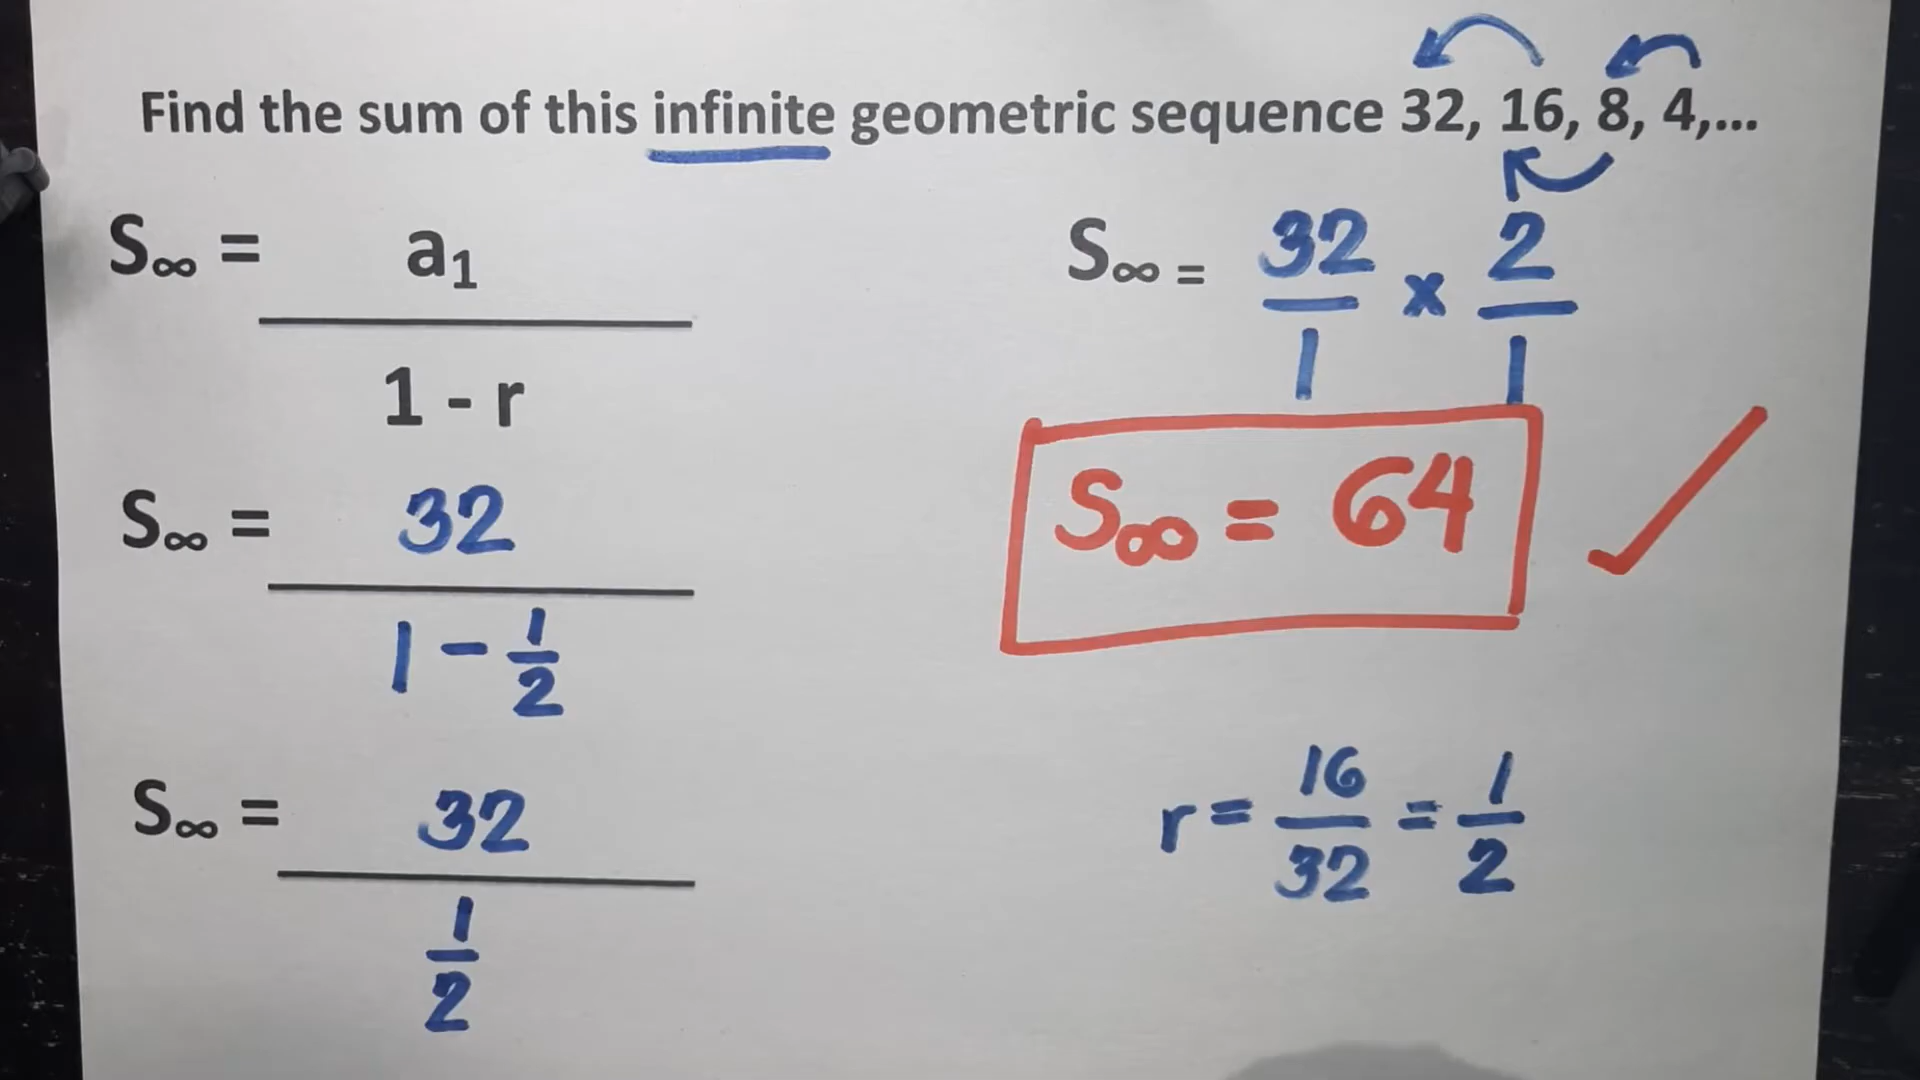 Find the sum of this infinite geometric sequence 32, 16, 8, 4,...
S∞ = a₁
1 - r
S∞ = 32
1 - 1/2
S∞ = 32
1/2
S∞ = 32/1 x 2/1
S∞ = 64
r = 16/32 = 1/2